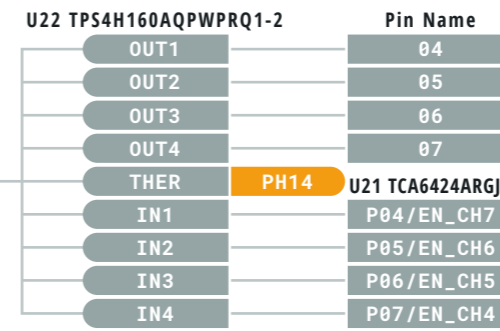 U22 TPS4H160AQPWPRQ1-2 Pin Name
OUT1 04
OUT2 05
OUT3 06
OUT4 07
THER PH14 U21 TCA6424ARGJ
IN1 P04/EN_CH7
IN2 P05/EN_CH6
IN3 P06/EN_CH5
IN4 P07/EN_CH4